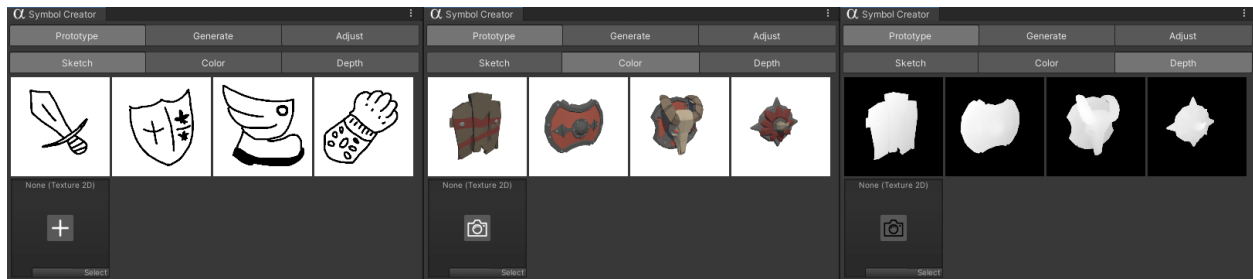 α Symbol Creator
Prototype Generate Adjust
Sketch Color Depth
None (Texture 2D)
Select
α Symbol Creator
Prototype Generate Adjust
Sketch Color Depth
None (Texture 2D)
Select
α Symbol Creator
Prototype Generate Adjust
Sketch Color Depth
None (Texture 2D)
Select